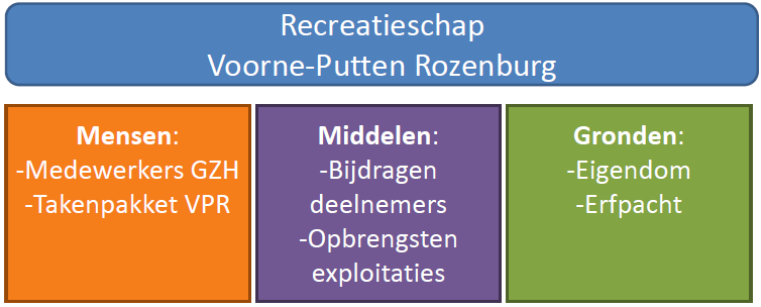 Recreatieschap
Voorne-Putten Rozenburg
Mensen:
-Medewerkers GZH
-Takenpakket VPR
Middelen:
-Bijdragen
deelnemers
-Opbrengsten
exploitaties
Gronden:
-Eigendom
-Erfpacht